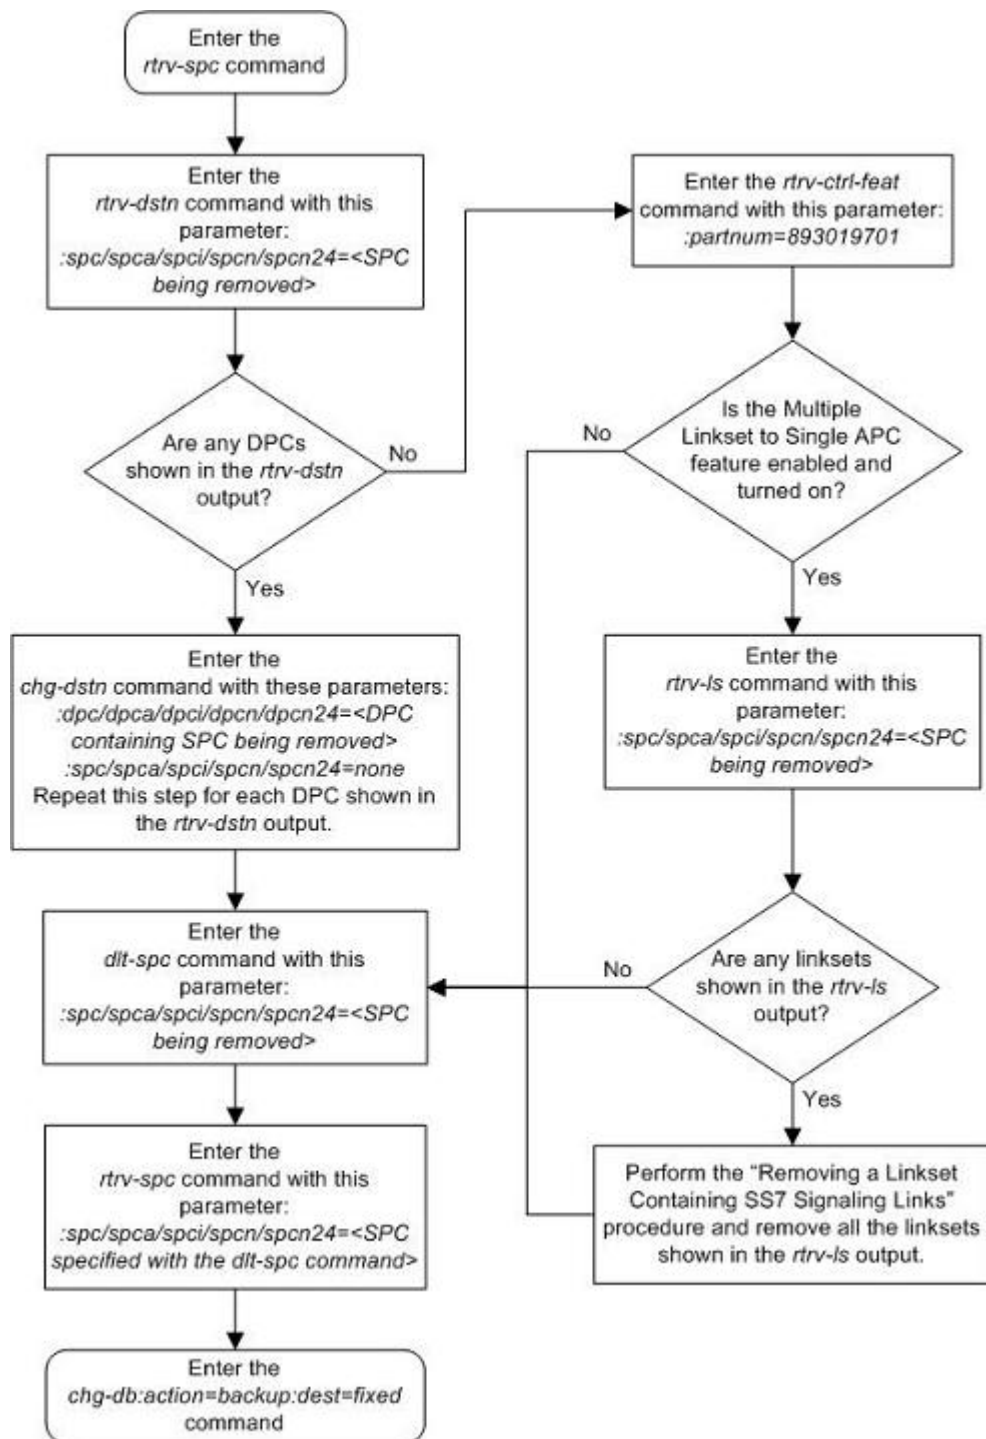 Enter the
rtrv-spc command
Enter the
rtrv-dstn command with this
parameter:
:spc/spca/spci/spcn/spcn24=<SPC
being removed>
Are any DPCs
shown in the rtrv-dstn
output?
No
Yes
Enter the
chg-dstn command with these parameters:
:dpc/dpca/dpci/dpcn/dpcn24=<DPC
containing SPC being removed>
:spc/spca/spci/spcn/spcn24=none
Repeat this step for each DPC shown in
the rtrv-dstn output.
Enter the
dlt-spc command with this
parameter:
:spc/spca/spci/spcn/spcn24=<SPC
being removed>
Enter the
rtrv-spc command with this
parameter:
:spc/spca/spci/spcn/spcn24=<SPC
specified with the dlt-spc command>
Enter the
chg-db:action=backup:dest=fixed
command
Enter the rtrv-ctrl-feat
command with this parameter:
:partnum=893019701
Is the Multiple
Linkset to Single APC
feature enabled and
turned on?
No
Yes
Enter the
rtrv-ls command with this
parameter:
:spc/spca/spci/spcn/spcn24=<SPC
being removed>
Are any linksets
shown in the rtrv-ls
output?
No
Yes
Perform the “Removing a Linkset
Containing SS7 Signaling Links”
procedure and remove all the linksets
shown in the rtrv-ls output.